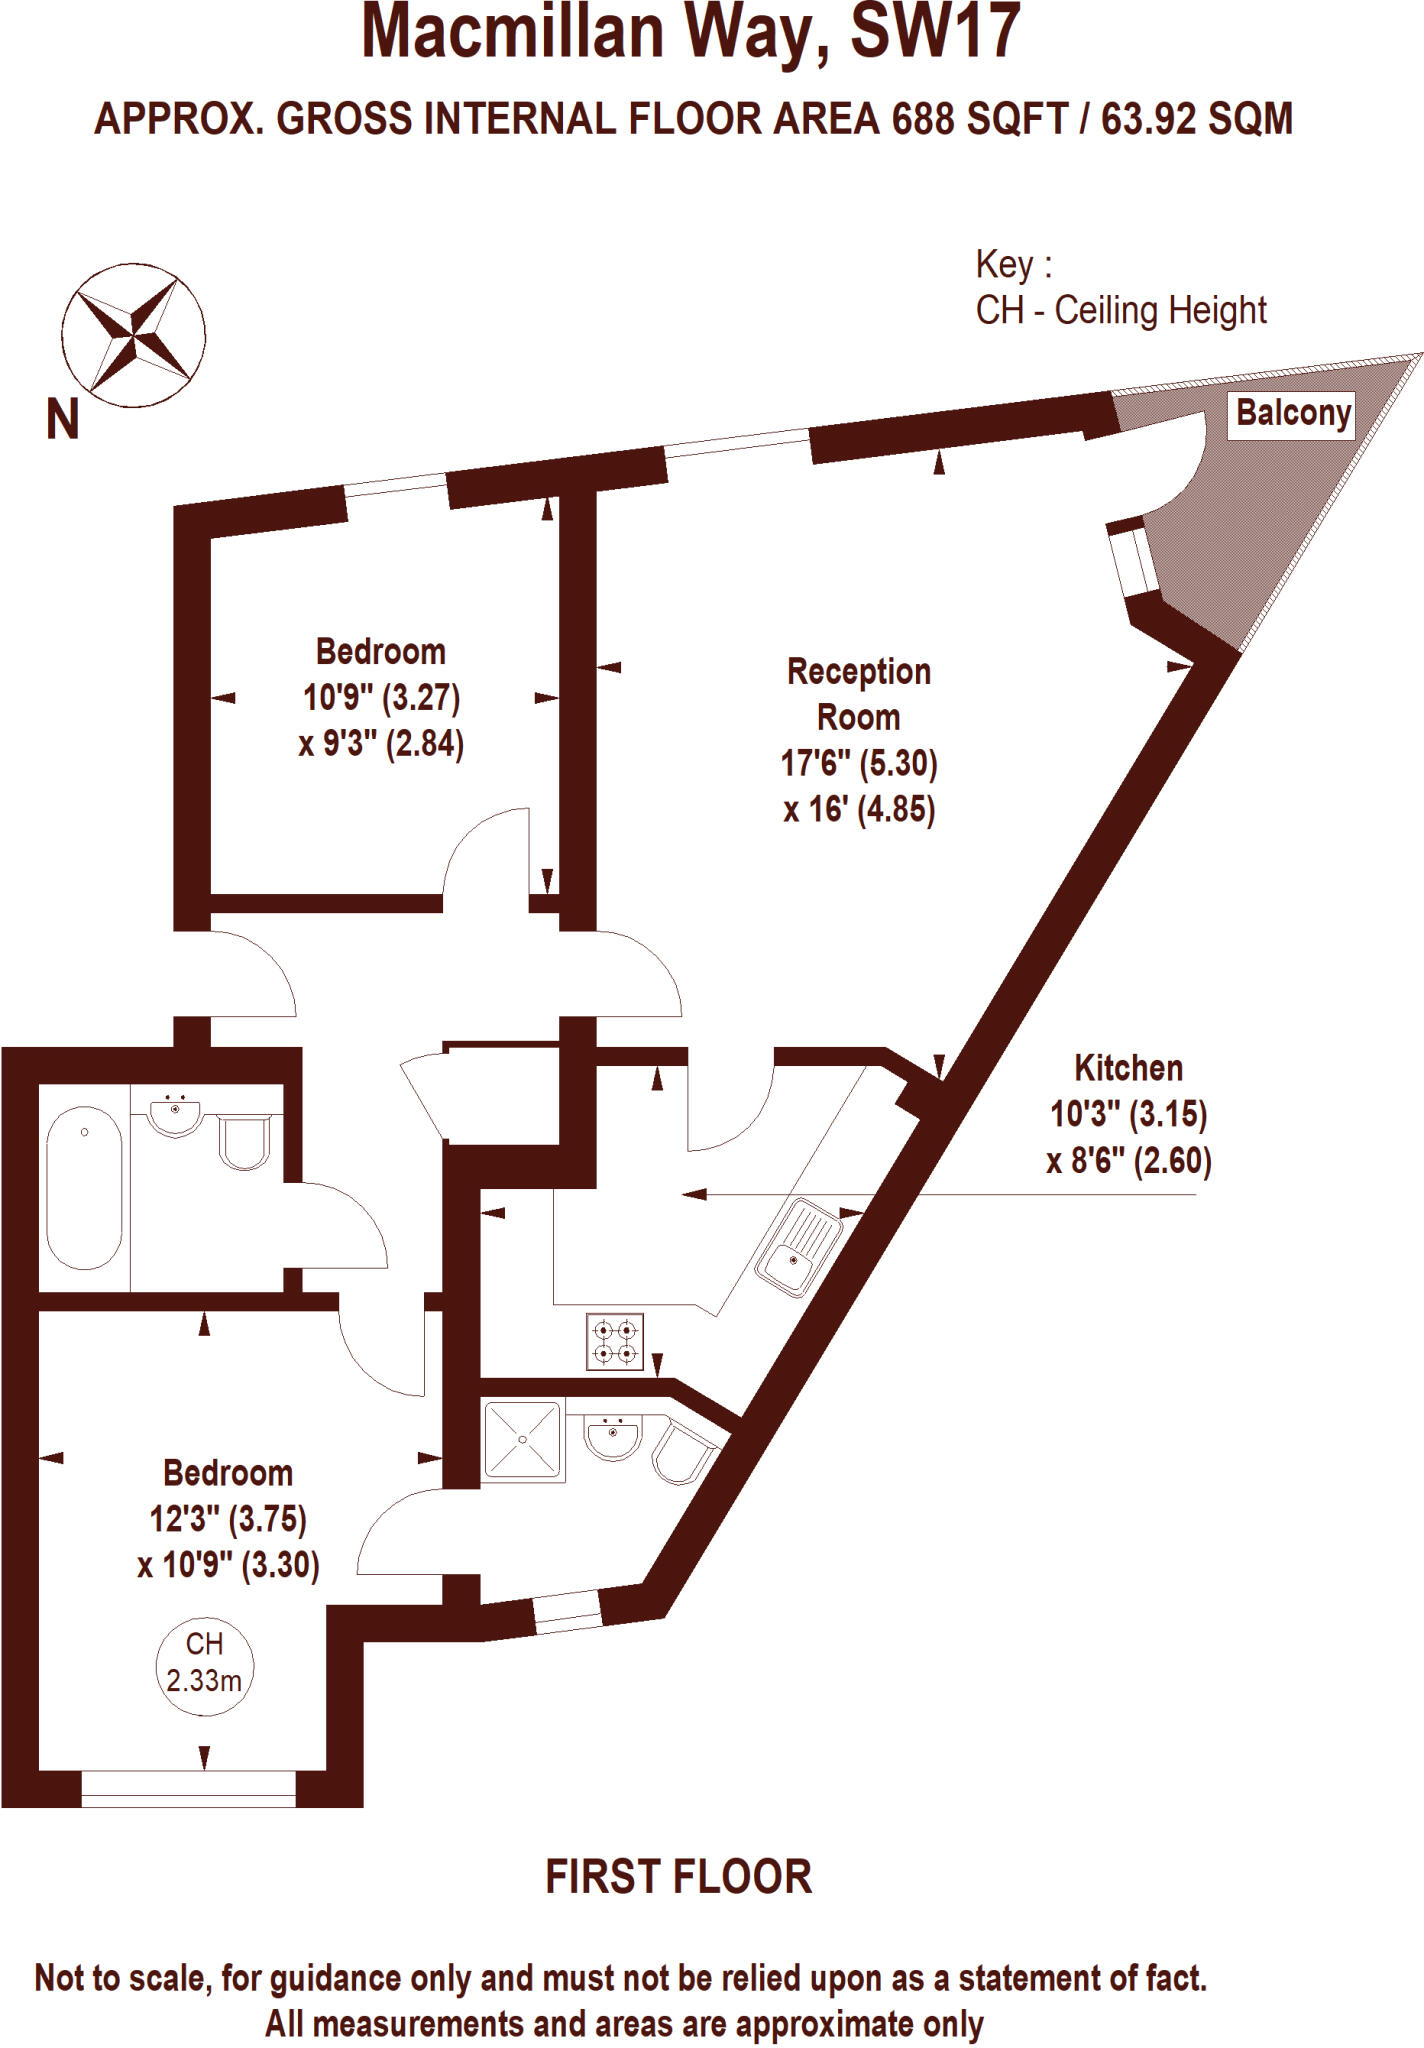 Macmillan Way, SW17
APPROX. GROSS INTERNAL FLOOR AREA 688 SQFT / 63.92 SQM
Key :
CH - Ceiling Height
N
Balcony
Bedroom
10'9" (3.27)
x 9'3" (2.84)
Reception
Room
17'6" (5.30)
x 16' (4.85)
Kitchen
10'3" (3.15)
x 8'6" (2.60)
Bedroom
12'3" (3.75)
x 10'9" (3.30)
CH
2.33m
FIRST FLOOR
Not to scale, for guidance only and must not be relied upon as a statement of fact.
All measurements and areas are approximate only